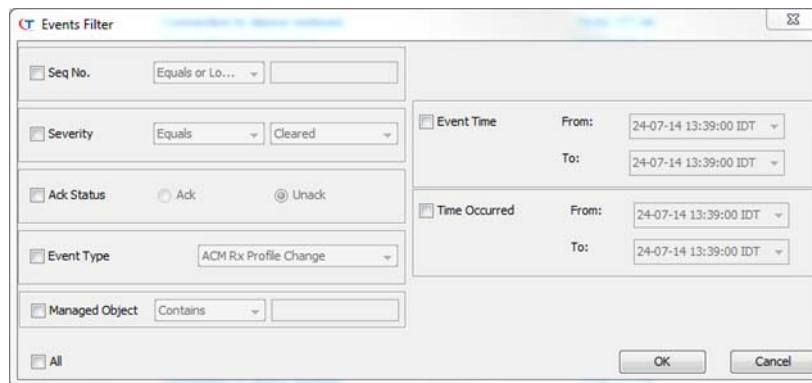 Events Filter
Seq No. Equals or Lo...
Severity Equals Cleared
Ack Status Ack Unack
Event Type ACM Rx Profile Change
Managed Object Contains
All
Event Time From: 24-07-14 13:39:00 IDT
To: 24-07-14 13:39:00 IDT
Time Occurred From: 24-07-14 13:39:00 IDT
To: 24-07-14 13:39:00 IDT
OK Cancel